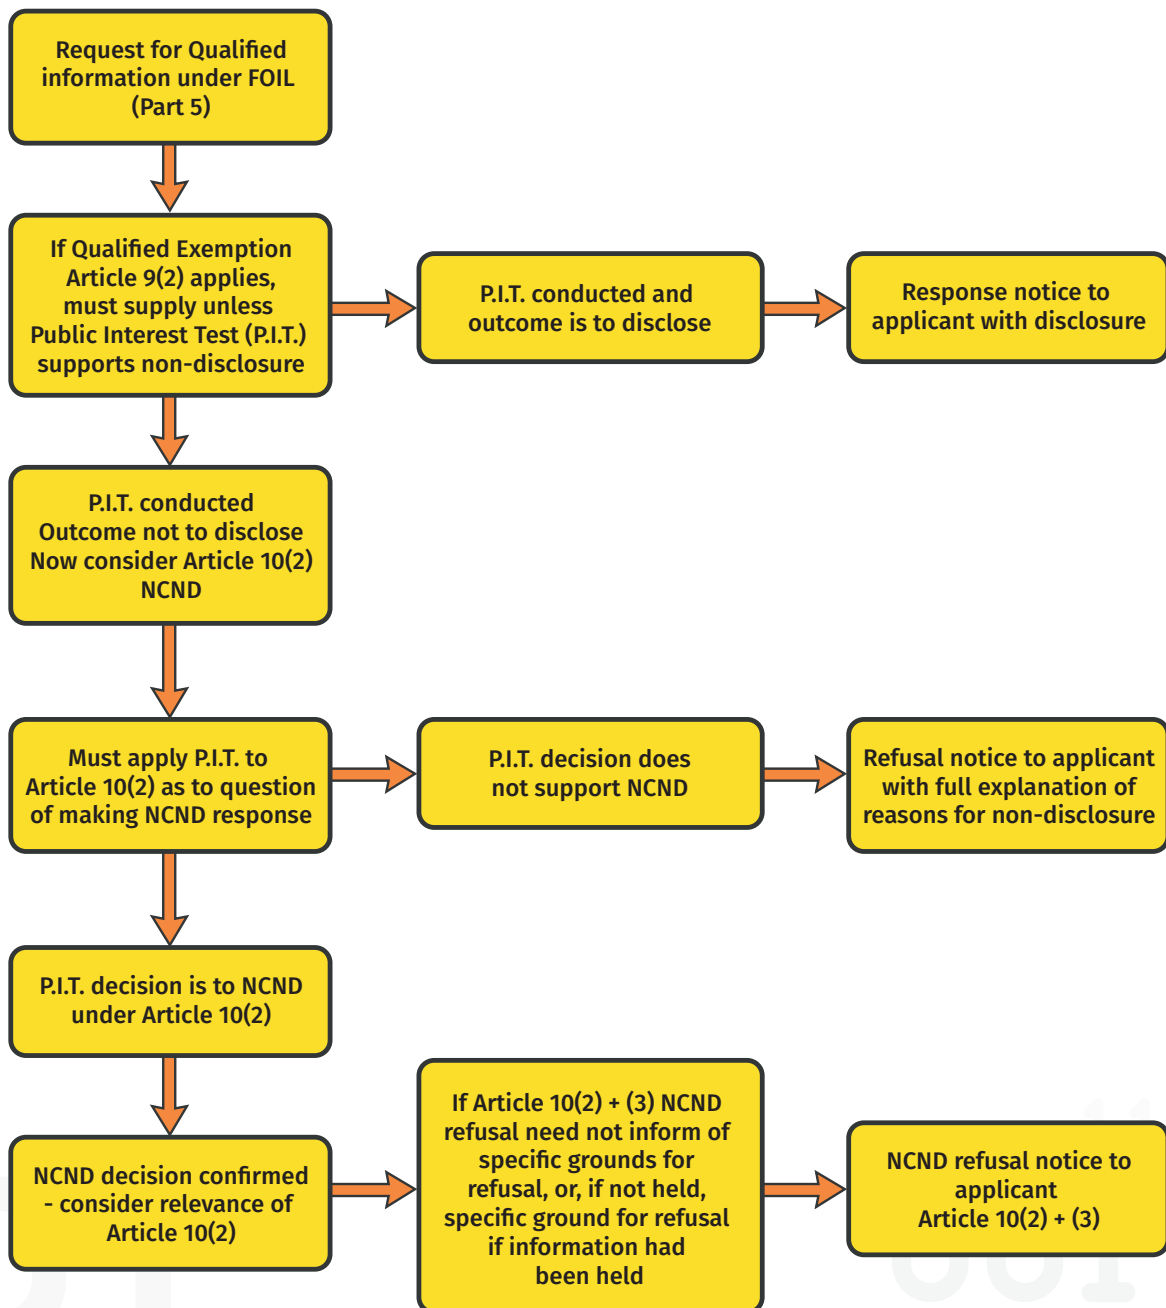 Request for Qualified
information under FOIL
(Part 5)
If Qualified Exemption
Article 9(2) applies,
must supply unless
Public Interest Test (P.I.T.)
supports non-disclosure
P.I.T. conducted and
outcome is to disclose
Response notice to
applicant with disclosure
P.I.T. conducted
Outcome not to disclose
Now consider Article 10(2)
NCND
Must apply P.I.T. to
Article 10(2) as to question
of making NCND response
P.I.T. decision does
not support NCND
Refusal notice to applicant
with full explanation of
reasons for non-disclosure
P.I.T. decision is to NCND
under Article 10(2)
NCND decision confirmed
- consider relevance of
Article 10(2)
If Article 10(2) + (3) NCND
refusal need not inform of
specific grounds for
refusal, or, if not held,
specific ground for refusal
if information had
been held
NCND refusal notice to
applicant
Article 10(2) + (3)